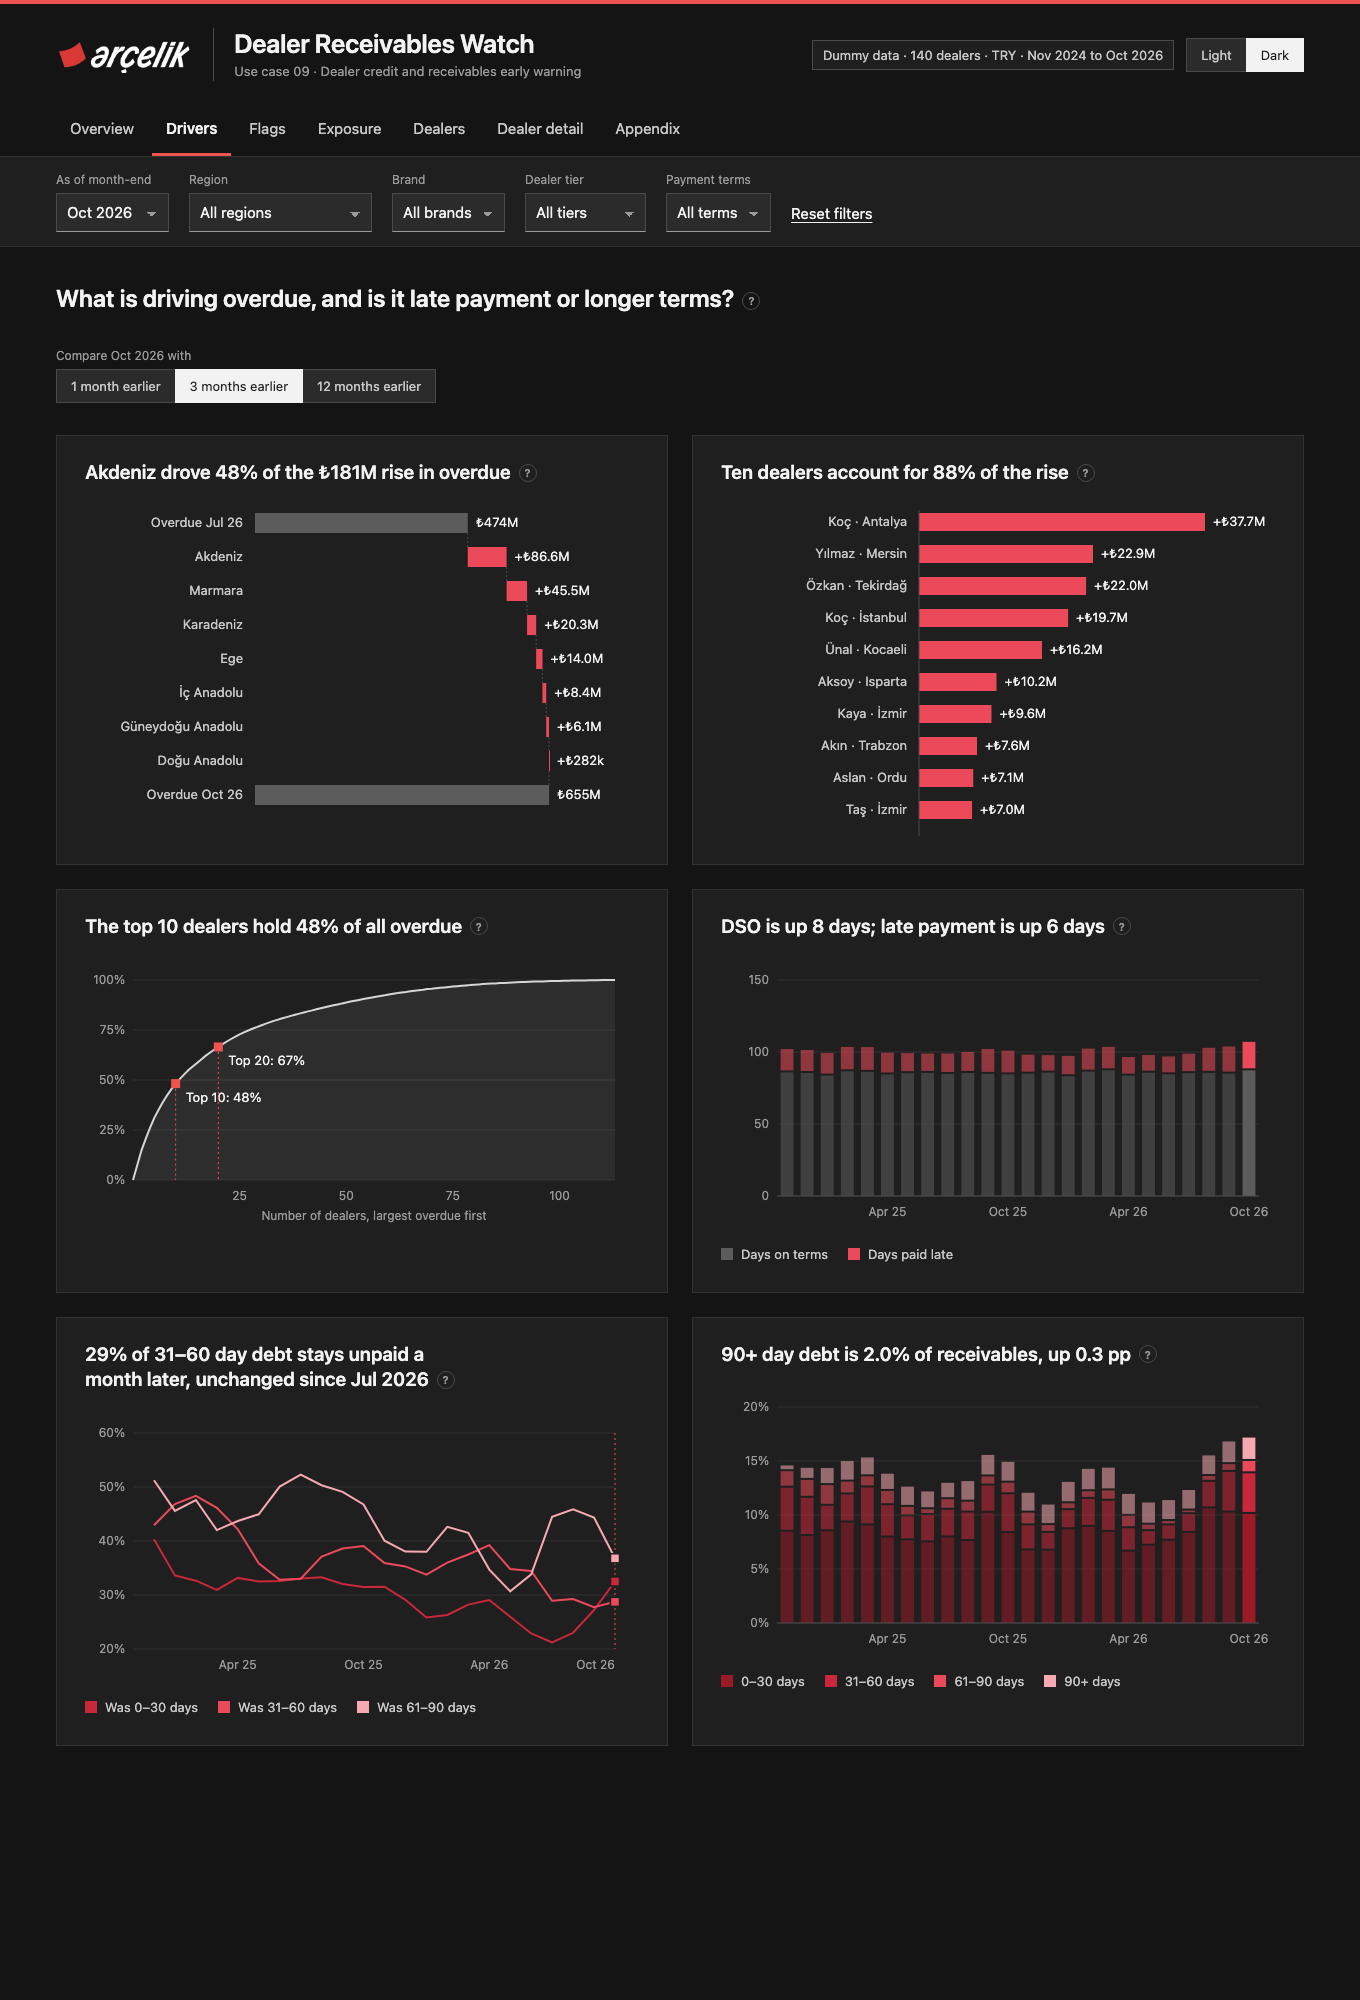 arçelik
Dealer Receivables Watch
Use case 09 · Dealer credit and receivables early warning
Dummy data · 140 dealers · TRY · Nov 2024 to Oct 2026
Light
Dark
Overview
Drivers
Flags
Exposure
Dealers
Dealer detail
Appendix
As of month-end
Region
Brand
Dealer tier
Payment terms
Oct 2026
All regions
All brands
All tiers
All terms
Reset filters
What is driving overdue, and is it late payment or longer terms? ?
Compare Oct 2026 with
1 month earlier
3 months earlier
12 months earlier
Akdeniz drove 48% of the ₺181M rise in overdue ?
Overdue Jul 26 ₺474M
Akdeniz +₺86.6M
Marmara +₺45.5M
Karadeniz +₺20.3M
Ege +₺14.0M
İç Anadolu +₺8.4M
Güneydoğu Anadolu +₺6.1M
Doğu Anadolu +₺282k
Overdue Oct 26 ₺655M
Ten dealers account for 88% of the rise ?
Koç · Antalya +₺37.7M
Yılmaz · Mersin +₺22.9M
Özkan · Tekirdağ +₺22.0M
Koç · İstanbul +₺19.7M
Ünal · Kocaeli +₺16.2M
Aksoy · Isparta +₺10.2M
Kaya · İzmir +₺9.6M
Akın · Trabzon +₺7.6M
Aslan · Ordu +₺7.1M
Taş · İzmir +₺7.0M
The top 10 dealers hold 48% of all overdue ?
100%
75%
Top 20: 67%
50%
Top 10: 48%
25%
0%
25 50 75 100
Number of dealers, largest overdue first
DSO is up 8 days; late payment is up 6 days ?
150
100
50
0
Apr 25 Oct 25 Apr 26 Oct 26
Days on terms Days paid late
29% of 31–60 day debt stays unpaid a
month later, unchanged since Jul 2026 ?
60%
50%
40%
30%
20%
Apr 25 Oct 25 Apr 26 Oct 26
Was 0–30 days Was 31–60 days Was 61–90 days
90+ day debt is 2.0% of receivables, up 0.3 pp ?
20%
15%
10%
5%
0%
Apr 25 Oct 25 Apr 26 Oct 26
0–30 days 31–60 days 61–90 days 90+ days